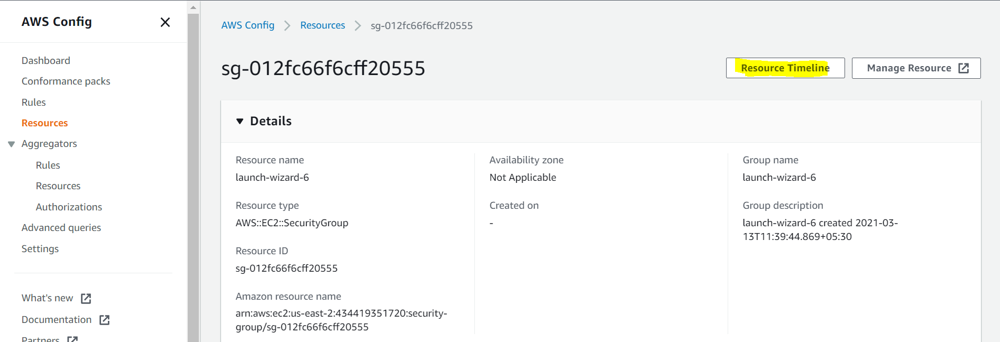 AWS Config
Dashboard
Conformance packs
Rules
Resources
Aggregators
Rules
Resources
Authorizations
Advanced queries
Settings
What's new
Documentation
Partners
AWS Config
Resources
sg-012fc66f6cff20555
sg-012fc66f6cff20555
Resource Timeline
Manage Resource
Details
Resource name
launch-wizard-6
Resource type
AWS::EC2::SecurityGroup
Resource ID
sg-012fc66f6cff20555
Amazon resource name
arn:aws:ec2:us-east-2:434419351720:security-
group/sg-012fc66f6cff20555
Availability zone
Not Applicable
Created on
-
Group name
launch-wizard-6
Group description
launch-wizard-6 created 2021-03-
13T11:39:44.869+05:30